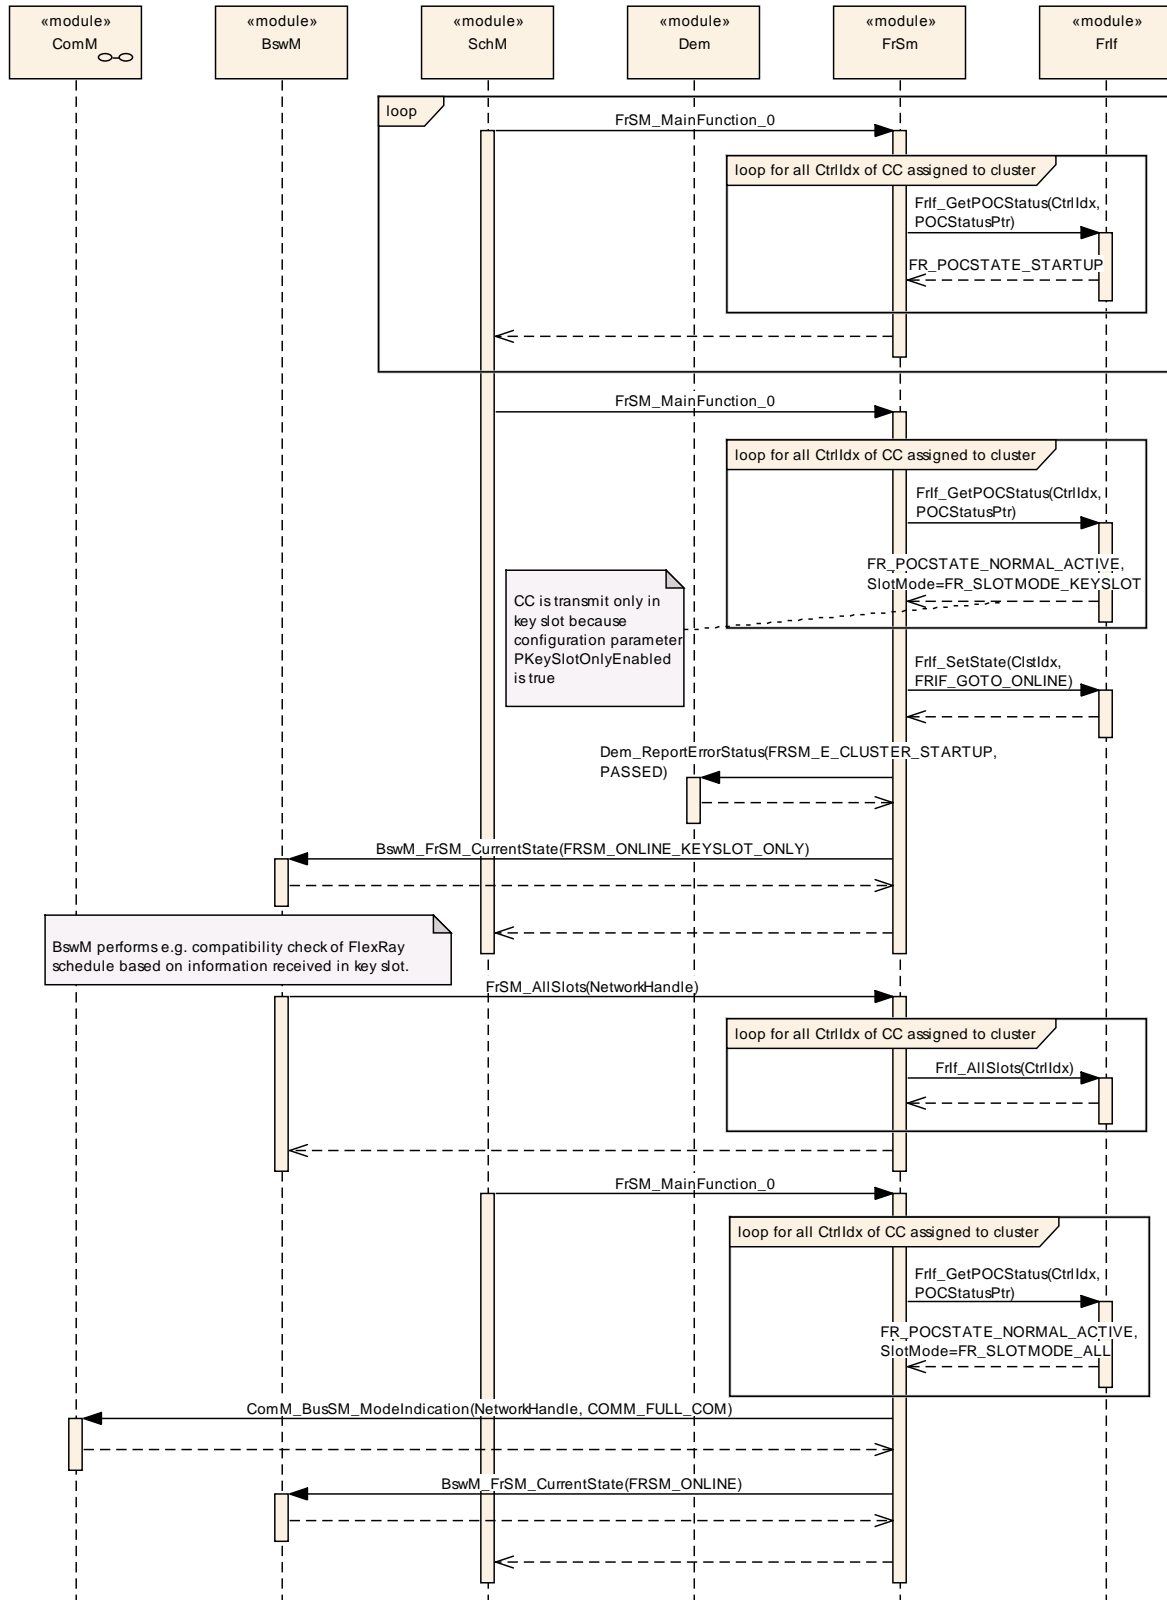 «module»
ComM
«module»
BswM
«module»
SchM
«module»
Dem
«module»
FrSm
«module»
FrIf
loop
FrSM_MainFunction_0
loop for all CtrlIdx of CC assigned to cluster
FrIf_GetPOCStatus(CtrlIdx,
POCStatusPtr)
FR_POCSTATE_STARTUP
FrSM_MainFunction_0
loop for all CtrlIdx of CC assigned to cluster
FrIf_GetPOCStatus(CtrlIdx,
POCStatusPtr)
FR_POCSTATE_NORMAL_ACTIVE,
SlotMode=FR_SLOTMODE_KEYSLOT
CC is transmit only in
key slot because
configuration parameter
PKeySlotOnlyEnabled
is true
FrIf_SetState(ClstIdx,
FRIF_GOTO_ONLINE)
Dem_ReportErrorStatus(FRSM_E_CLUSTER_STARTUP,
PASSED)
BswM_FrSM_CurrentState(FRSM_ONLINE_KEYSLOT_ONLY)
BswM performs e.g. compatibility check of FlexRay
schedule based on information received in key slot.
FrSM_AllSlots(NetworkHandle)
loop for all CtrlIdx of CC assigned to cluster
FrIf_AllSlots(CtrlIdx)
FrSM_MainFunction_0
loop for all CtrlIdx of CC assigned to cluster
FrIf_GetPOCStatus(CtrlIdx,
POCStatusPtr)
FR_POCSTATE_NORMAL_ACTIVE,
SlotMode=FR_SLOTMODE_ALL
ComM_BusSM_ModeIndication(NetworkHandle, COMM_FULL_COM)
BswM_FrSM_CurrentState(FRSM_ONLINE)